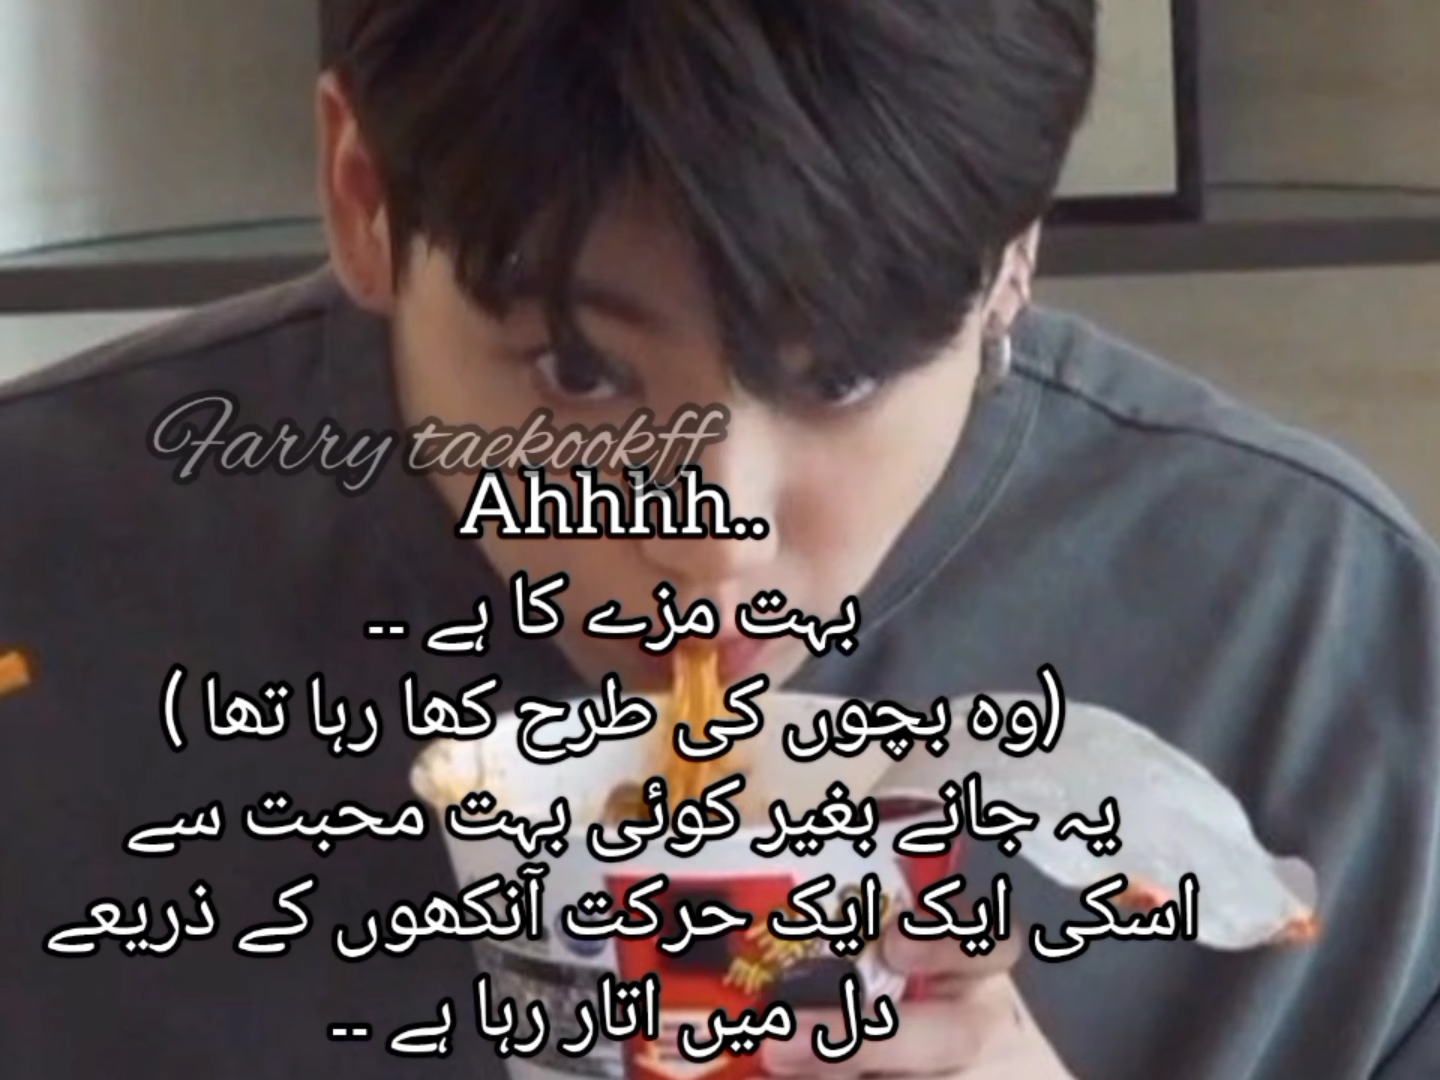 Farry taekookff
Ahhhh..
بہت مزے کا ہے --
(وہ بچوں کی طرح کھا رہا تھا )
یہ جانے بغیر کوئی بہت محبت سے
اسکی ایک ایک حرکت آنکھوں کے ذریعے
دل میں اتار رہا ہے --